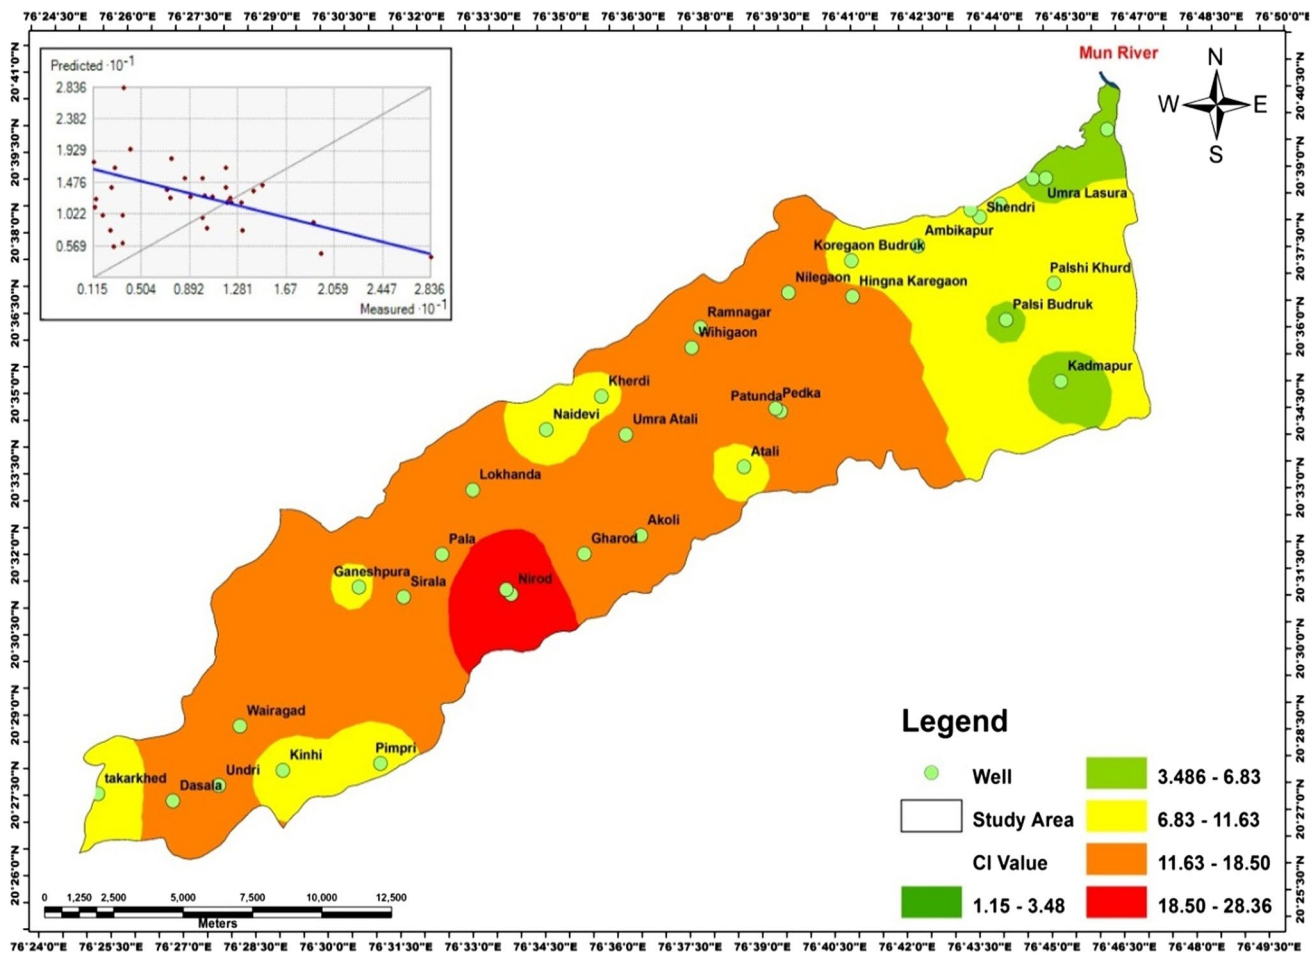 76°24'30"E 76°26'0"E 76°27'30"E 76°29'0"E 76°30'30"E 76°32'0"E 76°33'30"E 76°35'0"E 76°36'30"E 76°38'0"E 76°39'30"E 76°41'0"E 76°42'30"E 76°44'0"E 76°45'30"E 76°47'0"E 76°48'30"E 76°50'0"E
20°41'0"N
20°39'30"N
20°38'0"N
20°36'30"N
20°35'0"N
20°33'30"N
20°32'0"N
20°30'30"N
20°29'0"N
20°27'30"N
20°26'0"N
Predicted ·10⁻¹
2.836
2.382
1.929
1.476
1.022
0.569
0.115 0.504 0.892 1.281 1.67 2.059 2.447 2.836
Measured ·10⁻¹
Mun River
N
W E
S
Umra Lasura
Shendri
Ambikapur
Koregaon Budruk
Palshi Khurd
Nilegaon
Hingna Karegaon
Palsi Budruk
Ramnagar
Wihigaon
Kadmapur
Kherdi
Patunda Pedka
Naidevi
Umra Atali
Atali
Lokhanda
Akoli
Pala
Gharod
Ganeshpura
Sirala
Nirod
Wairagad
Kinhi
Pimpri
takarkhed
Undri
Dasala
Legend
Well
Study Area
Cl Value
1.15 - 3.48
3.486 - 6.83
6.83 - 11.63
11.63 - 18.50
18.50 - 28.36
0 1,250 2,500 5,000 7,500 10,000 12,500
Meters
20°40'30"N
20°39'0"N
20°37'30"N
20°36'0"N
20°34'30"N
20°33'0"N
20°31'30"N
20°30'0"N
20°28'30"N
20°27'0"N
20°25'30"N
76°24'0"E 76°25'30"E 76°27'0"E 76°28'30"E 76°30'0"E 76°31'30"E 76°33'0"E 76°34'30"E 76°36'0"E 76°37'30"E 76°39'0"E 76°40'30"E 76°42'0"E 76°43'30"E 76°45'0"E 76°46'30"E 76°48'0"E 76°49'30"E